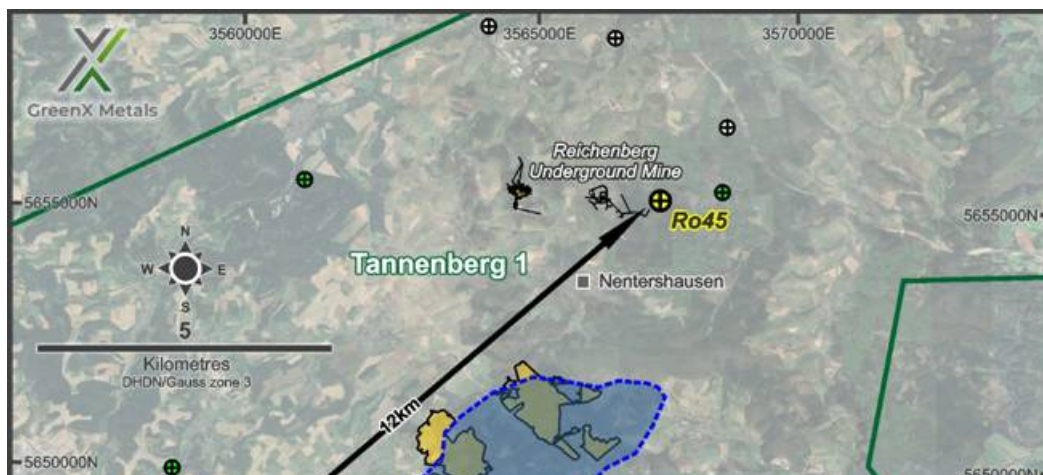 3560000E
3565000E
3570000E
GreenX Metals
Reichenberg
Underground Mine
5655000N
5655000N
Ro45
N
W
E
S
Tannenberg 1
Nentershausen
5
Kilometres
DHDN/Gauss zone 3
12km
5650000N
5650000N